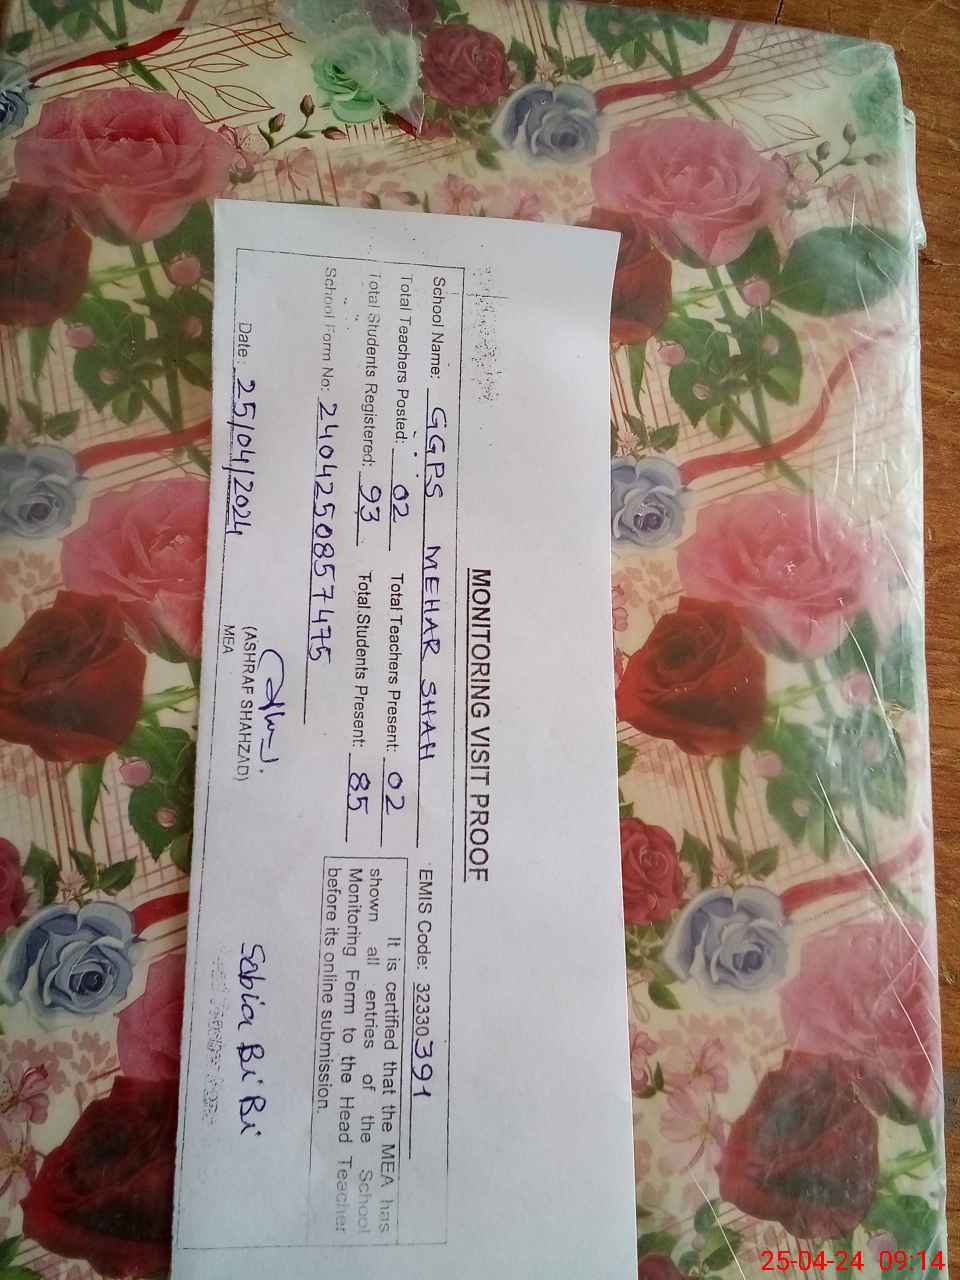 MONITORING VISIT PROOF
School Name: GGPS MEHAR SHAH EMIS Code: 32330391
Total Teachers Posted: 02 Total Teachers Present: 02
Total Students Registered: 93 Total Students Present: 85
School Form No: 240425085747475
It is certified that the MEA has
shown all entries of the School
Monitoring Form to the Head Teacher
before its online submission.
Date: 25/04/2024
(ASHRAF SHAHZAD)
MEA
Sobia Bi Bi
25-04-24 09:14